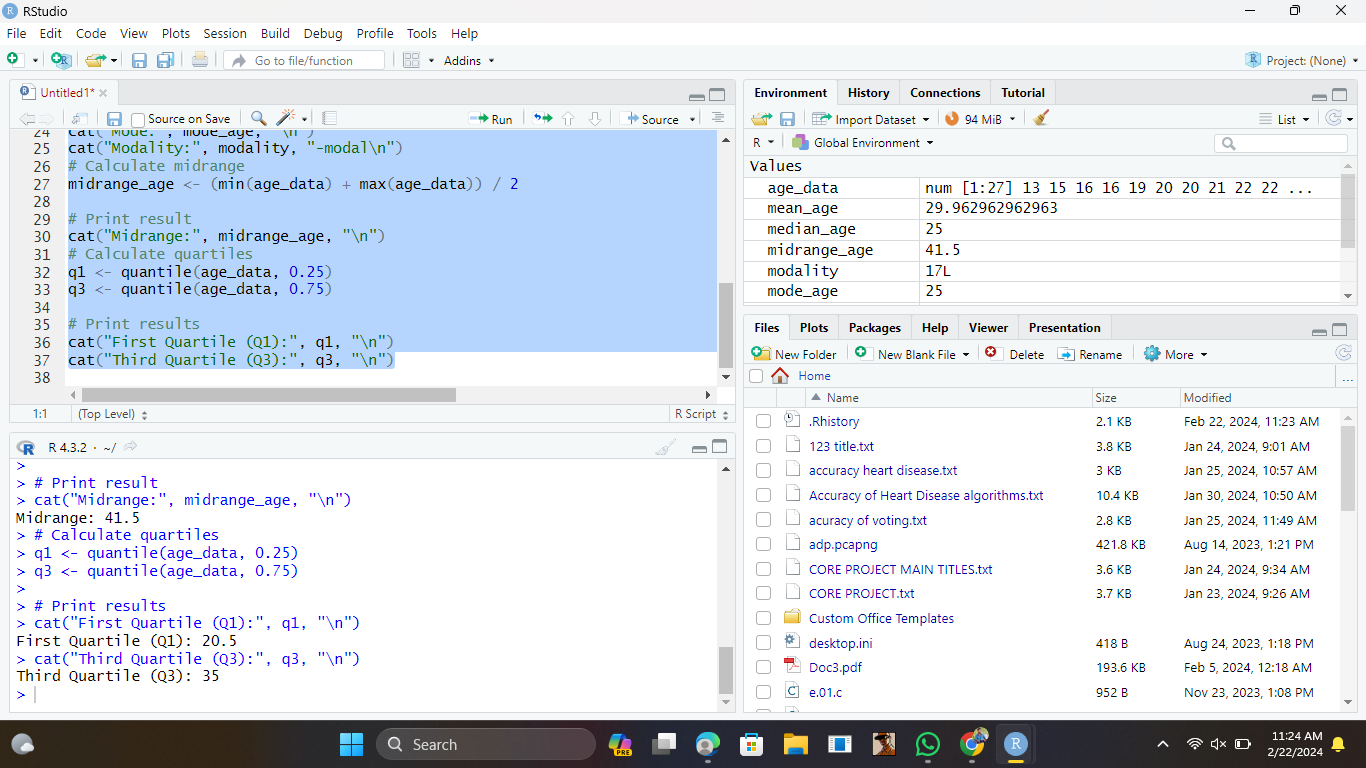 RStudio
File Edit Code View Plots Session Build Debug Profile Tools Help
Go to file/function Addins Project: (None)
Untitled1*
Source on Save Run Source
24 cat("Mode:", mode_age, "\n")
25 cat("Modality:", modality, "-modal\n")
26 # Calculate midrange
27 midrange_age <- (min(age_data) + max(age_data)) / 2
28
29 # Print result
30 cat("Midrange:", midrange_age, "\n")
31 # Calculate quartiles
32 q1 <- quantile(age_data, 0.25)
33 q3 <- quantile(age_data, 0.75)
34
35 # Print results
36 cat("First Quartile (Q1):", q1, "\n")
37 cat("Third Quartile (Q3):", q3, "\n")
38
1:1 (Top Level) R Script
R 4.3.2 · ~/
>
> # Print result
> cat("Midrange:", midrange_age, "\n")
Midrange: 41.5
> # Calculate quartiles
> q1 <- quantile(age_data, 0.25)
> q3 <- quantile(age_data, 0.75)
>
> # Print results
> cat("First Quartile (Q1):", q1, "\n")
First Quartile (Q1): 20.5
> cat("Third Quartile (Q3):", q3, "\n")
Third Quartile (Q3): 35
>
Environment History Connections Tutorial
Import Dataset 94 MiB List
R Global Environment
Values
age_data num [1:27] 13 15 16 16 19 20 20 21 22 22 ...
mean_age 29.962962962963
median_age 25
midrange_age 41.5
modality 17L
mode_age 25
Files Plots Packages Help Viewer Presentation
New Folder New Blank File Delete Rename More
Home ...
Name Size Modified
.Rhistory 2.1 KB Feb 22, 2024, 11:23 AM
123 title.txt 3.8 KB Jan 24, 2024, 9:01 AM
accuracy heart disease.txt 3 KB Jan 25, 2024, 10:57 AM
Accuracy of Heart Disease algorithms.txt 10.4 KB Jan 30, 2024, 10:50 AM
acuracy of voting.txt 2.8 KB Jan 25, 2024, 11:49 AM
adp.pcapng 421.8 KB Aug 14, 2023, 1:21 PM
CORE PROJECT MAIN TITLES.txt 3.6 KB Jan 24, 2024, 9:34 AM
CORE PROJECT.txt 3.7 KB Jan 23, 2024, 9:26 AM
Custom Office Templates
desktop.ini 418 B Aug 24, 2023, 1:18 PM
Doc3.pdf 193.6 KB Feb 5, 2024, 12:18 AM
e.01.c 952 B Nov 23, 2023, 1:08 PM
Search PRE
11:24 AM
2/22/2024